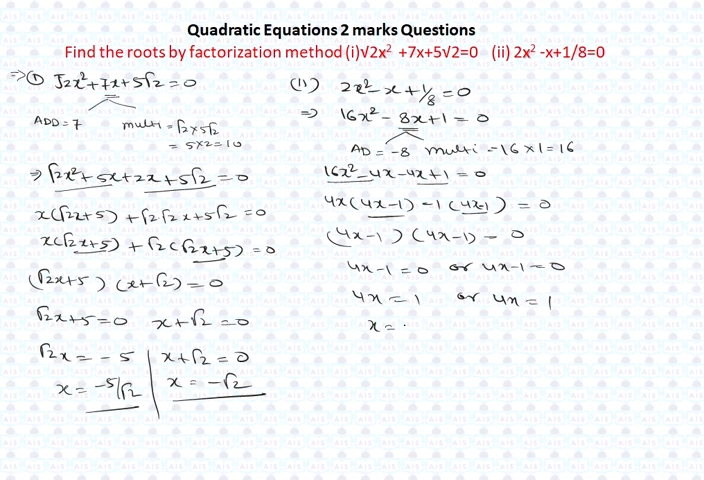 Quadratic Equations 2 marks Questions
Find the roots by factorization method (i)√2x² +7x+5√2=0 (ii) 2x² -x+1/8=0
⇒ ① √2x²+7x+5√2=0
ADD=7 multi=√2×5√2
=5×2=10
⇒ √2x²+5x+2x+5√2=0
x(√2x+5)+√2√2x+5√2=0
x(√2x+5)+√2(√2x+5)=0
(√2x+5)(x+√2)=0
√2x+5=0 x+√2=0
√2x=-5 x+√2=0
x=-5/√2 x=-√2
(11) 2x²-x+1/8=0
⇒ 16x²-8x+1=0
AD=-8 multi-16×1=16
16x²-4x-4x+1=0
4x(4x-1)-1(4x-1)=0
(4x-1)(4x-1)=0
4x-1=0 or 4x-1=0
4x=1 or 4x=1
x=